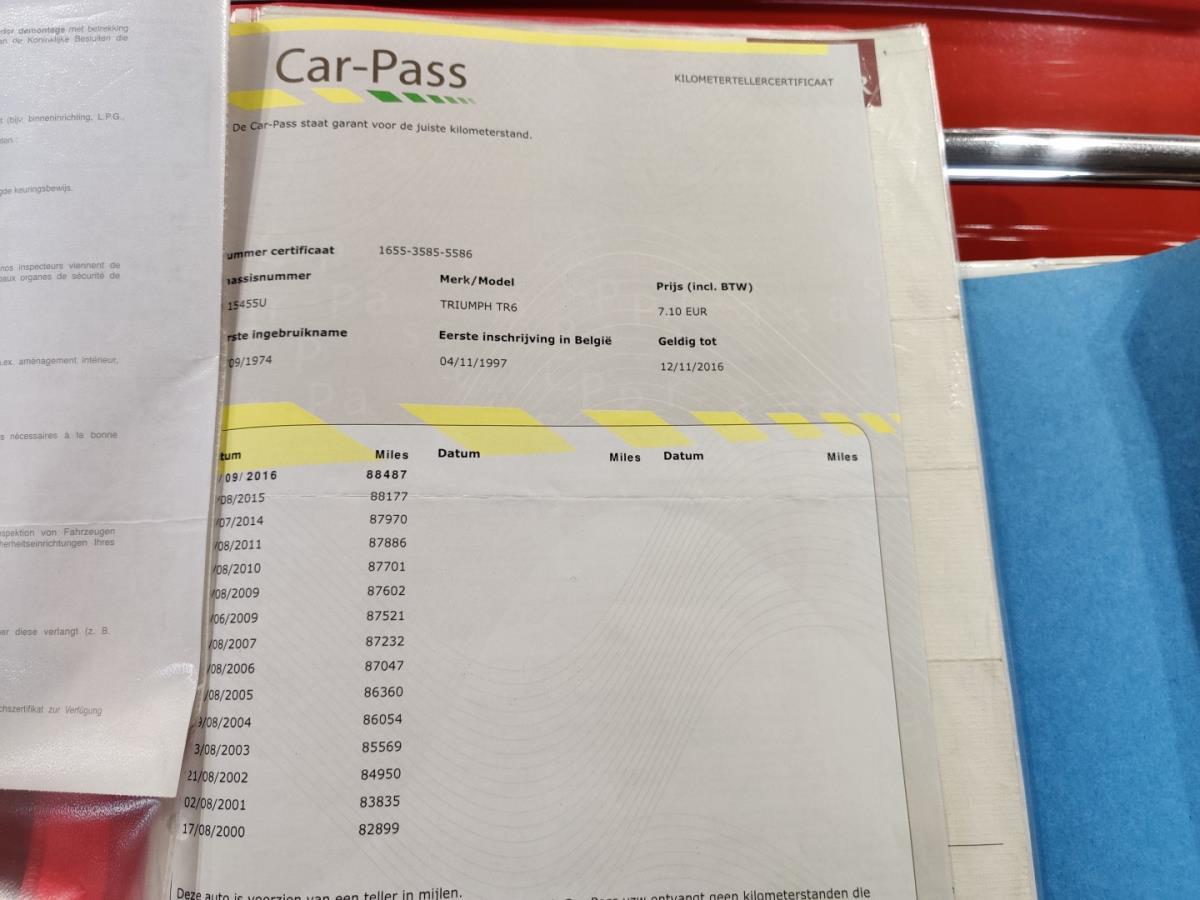 demontage met betrekking
an de Koninklijke Besluiten die
(bijv. binneninrichting, L.P.G.,
keuringsbewijs.
nos inspecteurs viennent de
organes de sécurité de
aménagement intérieur,
nécessaires à la bonne
von Fahrzeugen
Ihres
diese verlangt (z. B.
zur Verfügung
Car-Pass
KILOMETERTELLERCERTIFICAAT
De Car-Pass staat garant voor de juiste kilometerstand.
ummer certificaat 1655-3585-5586
assisnummer Merk/Model Prijs (incl. BTW)
15455U TRIUMPH TR6 7.10 EUR
rste ingebruikname Eerste inschrijving in België Geldig tot
09/1974 04/11/1997 12/11/2016
tum Miles Datum Miles Datum Miles
/09/2016 88487
/08/2015 88177
/07/2014 87970
/08/2011 87886
/08/2010 87701
/08/2009 87602
/06/2009 87521
/08/2007 87232
/08/2006 87047
/08/2005 86360
/08/2004 86054
3/08/2003 85569
21/08/2002 84950
02/08/2001 83835
17/08/2000 82899
Deze auto is voorzien van een teller in mijlen.
ontvangt geen kilometerstanden die